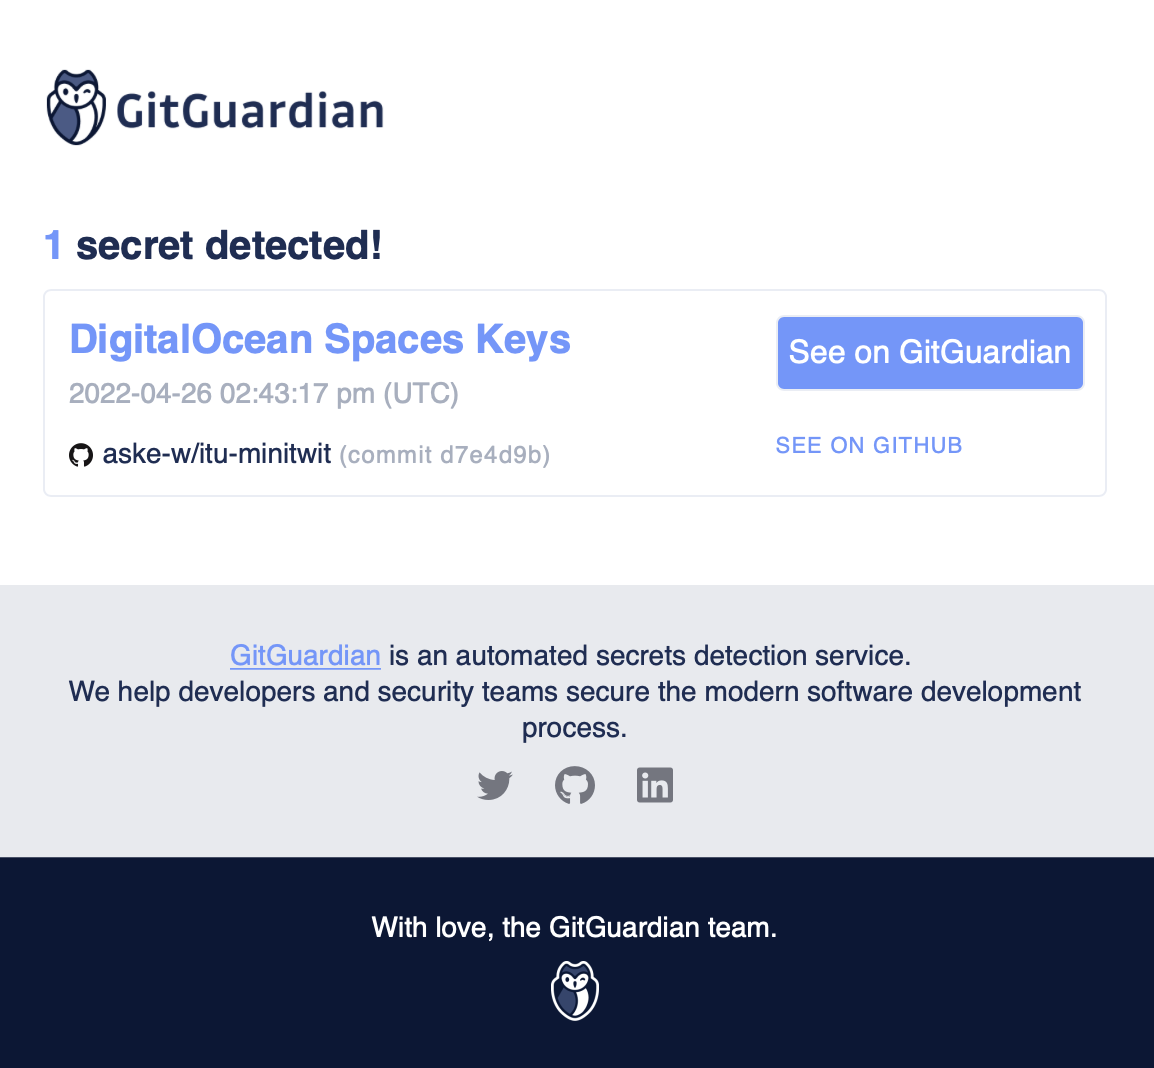 GitGuardian
1 secret detected!
DigitalOcean Spaces Keys
See on GitGuardian
2022-04-26 02:43:17 pm (UTC)
aske-w/itu-minitwit (commit d7e4d9b)
SEE ON GITHUB
GitGuardian is an automated secrets detection service.
We help developers and security teams secure the modern software development
process.
in
With love, the GitGuardian team.